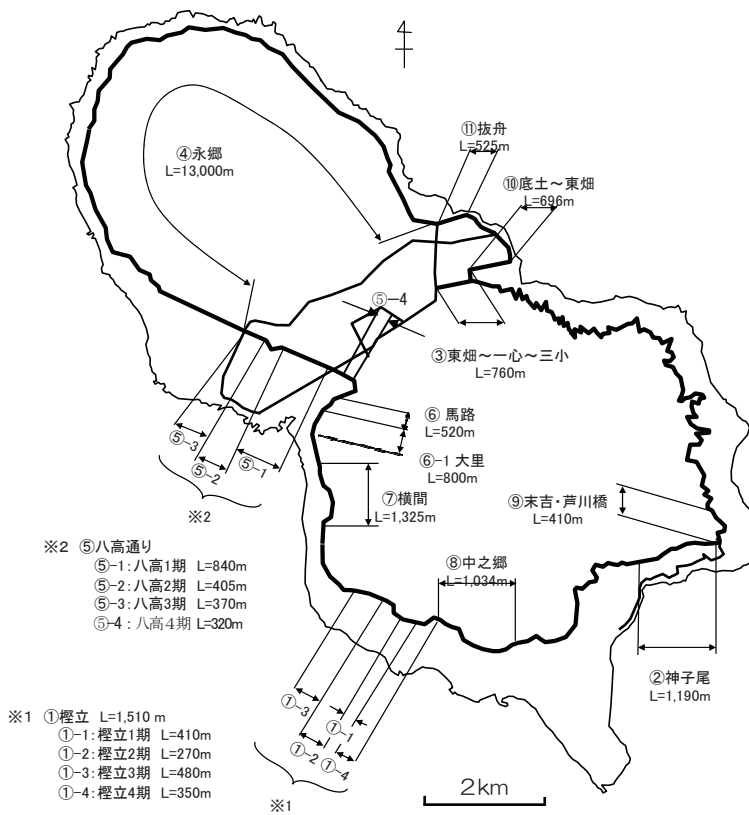 4
⑪抜舟
L=525m
④永郷
L=13,000m
⑩底土～東畑
L=696m
⑤-4
③東畑～一心～三小
L=760m
⑥ 馬路
L=520m
⑥-1 大里
L=800m
⑤-3
⑤-2
⑤-1
※2
⑦横間
L=1,325m
⑨末吉・芦川橋
L=410m
※2 ⑤八高通り
⑤-1:八高1期 L=840m
⑤-2:八高2期 L=405m
⑤-3:八高3期 L=370m
⑤-4：八高４期 L=320m
⑧中之郷
L=1,034m
②神子尾
L=1,190m
①-3
①-1
①-2
①-4
※1
※1 ①樫立 L=1,510 m
①-1:樫立1期 L=410m
①-2:樫立2期 L=270m
①-3:樫立3期 L=480m
①-4:樫立4期 L=350m
2km